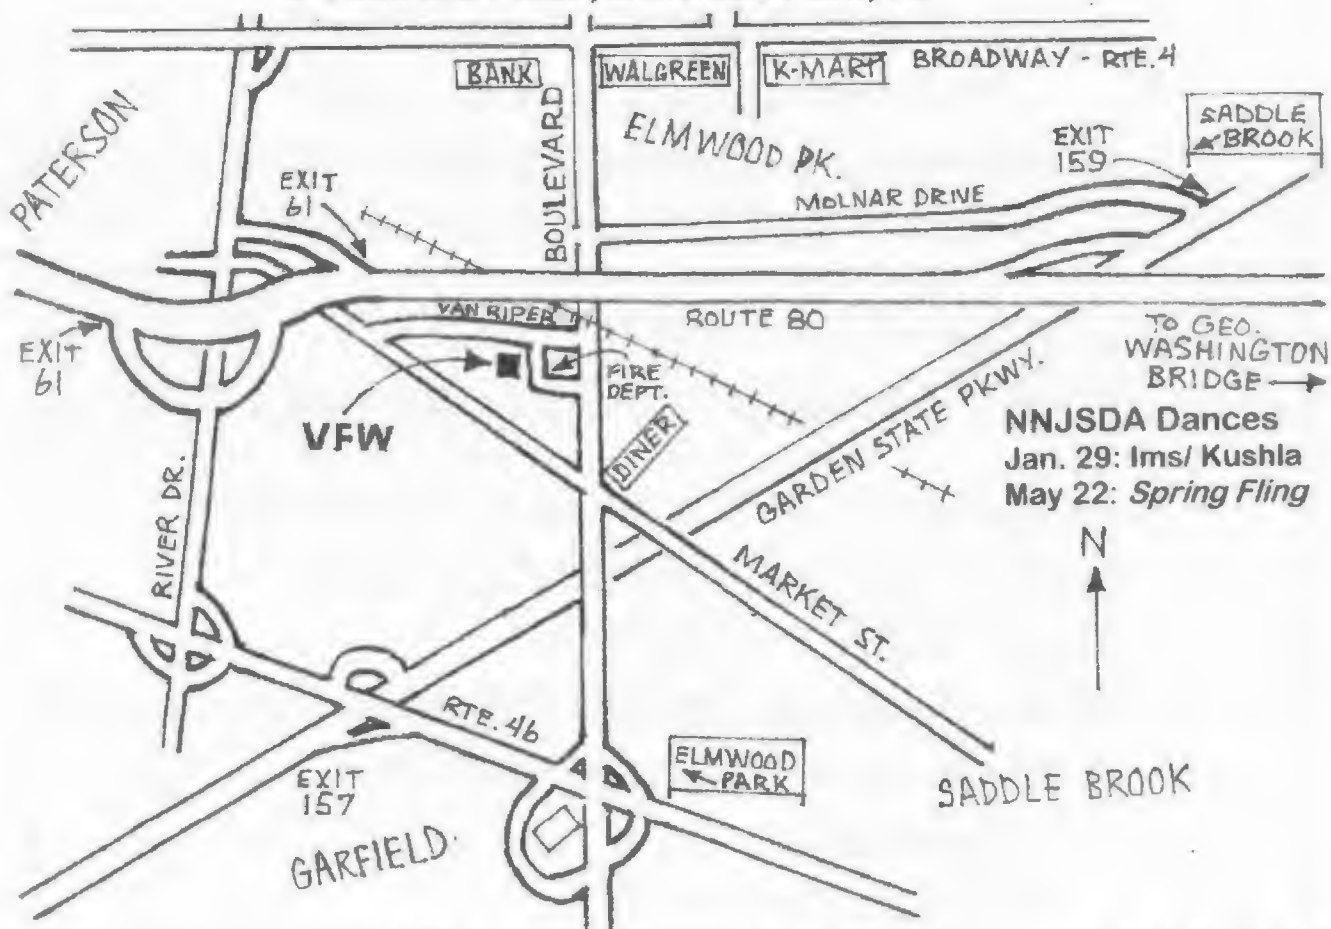 BANK
WALGREEN
K-MART
BROADWAY - RTE. 4
PATERSON
BOULEVARD
ELMWOOD PK.
SADDLE
BROOK
EXIT
159
EXIT
61
MOLNAR DRIVE
VAN RIPER
ROUTE 80
TO GEO.
WASHINGTON
BRIDGE
EXIT
61
FIRE
DEPT.
VFW
DINER
GARDEN STATE PKWY.
NNJSDA Dances
Jan. 29: Ims/ Kushla
May 22: Spring Fling
RIVER DR.
N
MARKET ST.
RTE. 46
ELMWOOD
PARK
EXIT
157
SADDLE BROOK
GARFIELD.